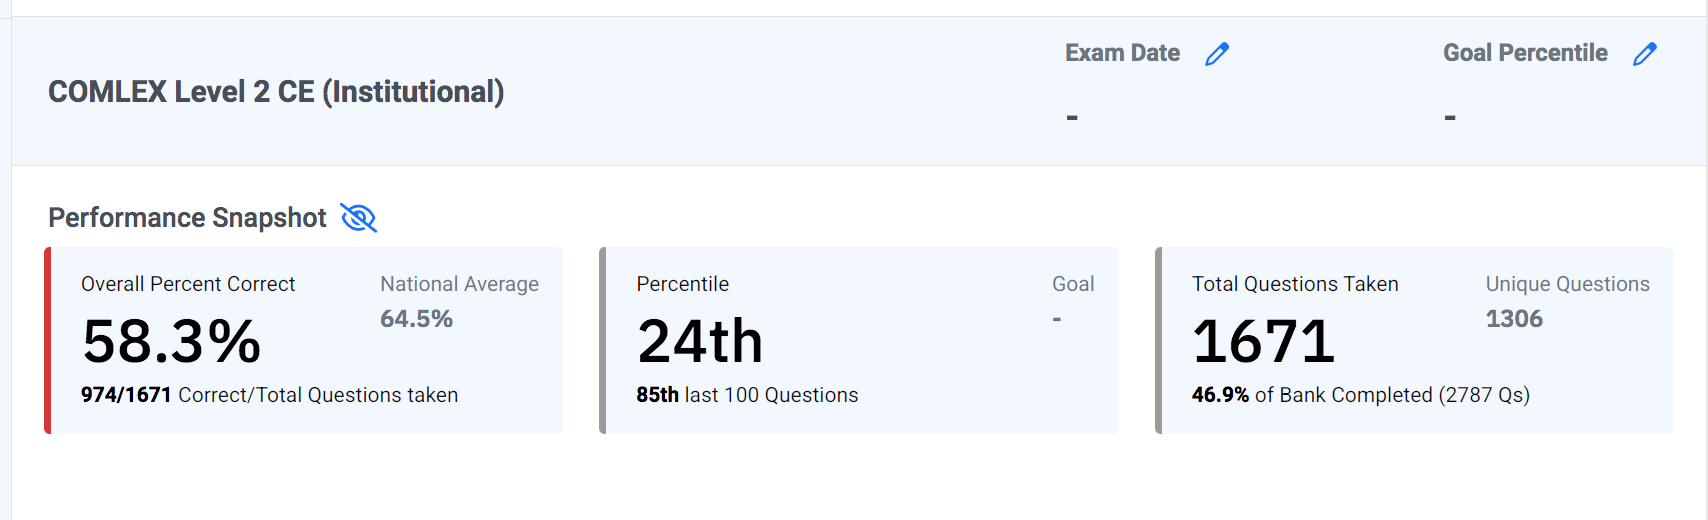 COMLEX Level 2 CE (Institutional)
Exam Date
-
Goal Percentile
-
Performance Snapshot
Overall Percent Correct
58.3%
974/1671 Correct/Total Questions taken
National Average
64.5%
Percentile
24th
85th last 100 Questions
Goal
-
Total Questions Taken
1671
46.9% of Bank Completed (2787 Qs)
Unique Questions
1306